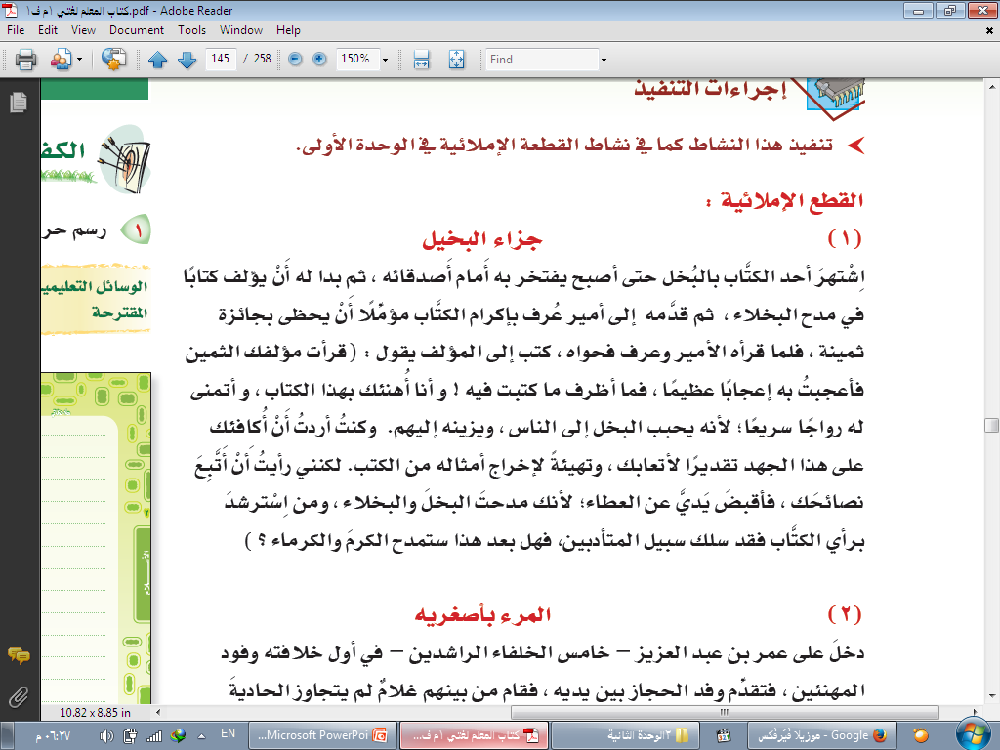 كتاب المعلم لغتي ١م ف١.pdf - Adobe Reader
File Edit View Document Tools Window Help
145 / 258 150% Find
إجراءات التنفيذ
تنفيذ هذا النشاط كما في نشاط القطعة الإملائية في الوحدة الأولى.
القطع الإملائية :
(١) جزاء البخيل
اِشْتهرَ أحد الكتَّاب بالبُخل حتى أصبح يفتخر به أَمام أَصدقائه ، ثم بدا له أَنْ يؤلف كتابًا
في مدح البخلاء ، ثم قدَّمه إلى أمير عُرف بإكرام الكتَّاب مؤمِّلًا أَنْ يحظى بجائزة
ثمينة ، فلما قرأه الأمير وعرف فحواه ، كتب إلى المؤلف يقول : (قرأت مؤلفك الثمين
فأعجبتُ به إعجابًا عظيمًا ، فما أظرف ما كتبت فيه ! و أنا أُهنئك بهذا الكتاب ، و أتمنى
له رواجًا سريعًا؛ لأنه يحبب البخل إلى الناس ، ويزينه إليهم. وكنتُ أردتُ أَنْ أُكافئك
على هذا الجهد تقديرًا لأتعابك ، وتهيئةً لإخراج أمثاله من الكتب. لكنني رأيتُ أَنْ أَتَّبِعَ
نصائحَك ، فأقبضَ يَديَّ عن العطاء؛ لأنك مدحتَ البخلَ والبخلاء ، ومن اِسْترشدَ
برأي الكتَّاب فقد سلك سبيل المتأدبين، فهل بعد هذا ستمدح الكرمَ والكرماء ؟ )
(٢) المرء بأصغريه
دخلَ على عمر بن عبد العزيز – خامس الخلفاء الراشدين – في أول خلافته وفود
المهنئين ، فتقدَّم وفد الحجاز بين يديه ، فقام من بينهم غلامٌ لم يتجاوز الحاديةَ
الكف
١ رسم حر
الوسائل التعليمية
المقترحة
10.82 x 8.85 in
٠٦:٢٧ م
EN
Microsoft PowerPoi...
كتاب المعلم لغتي ١م ف...
٣الوحدة الثانية
Google - موزيلا فَيَرفُكس